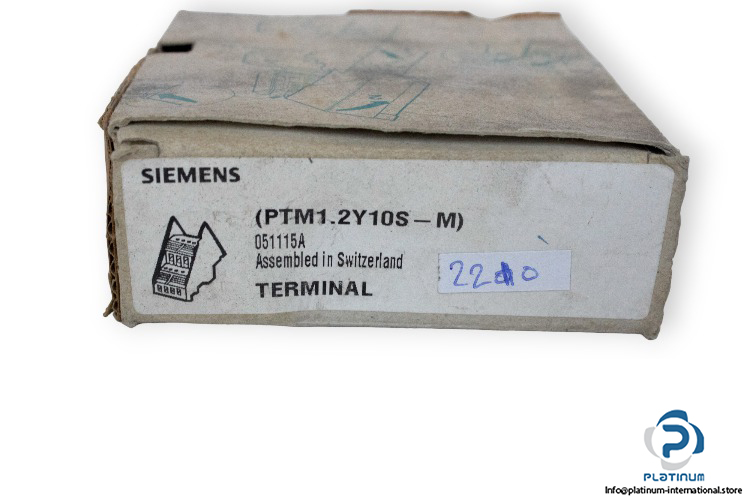 SIEMENS
(PTM1.2Y10S-M)
051115A
Assembled in Switzerland
TERMINAL
PLATINUM
Info@platinum-international.store